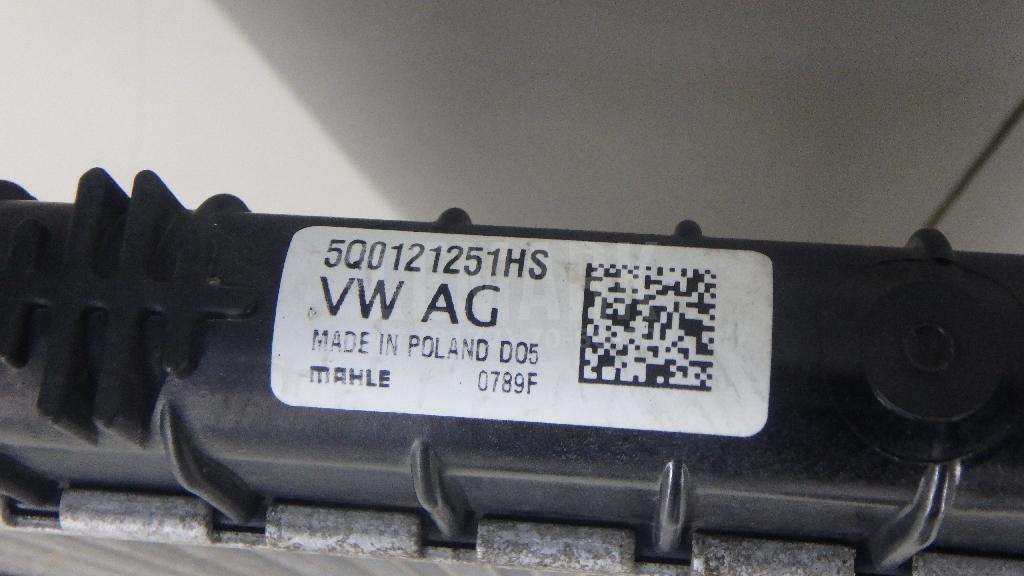 5Q0121251HS
VW AG
MADE IN POLAND D05
MAHLE 0789F